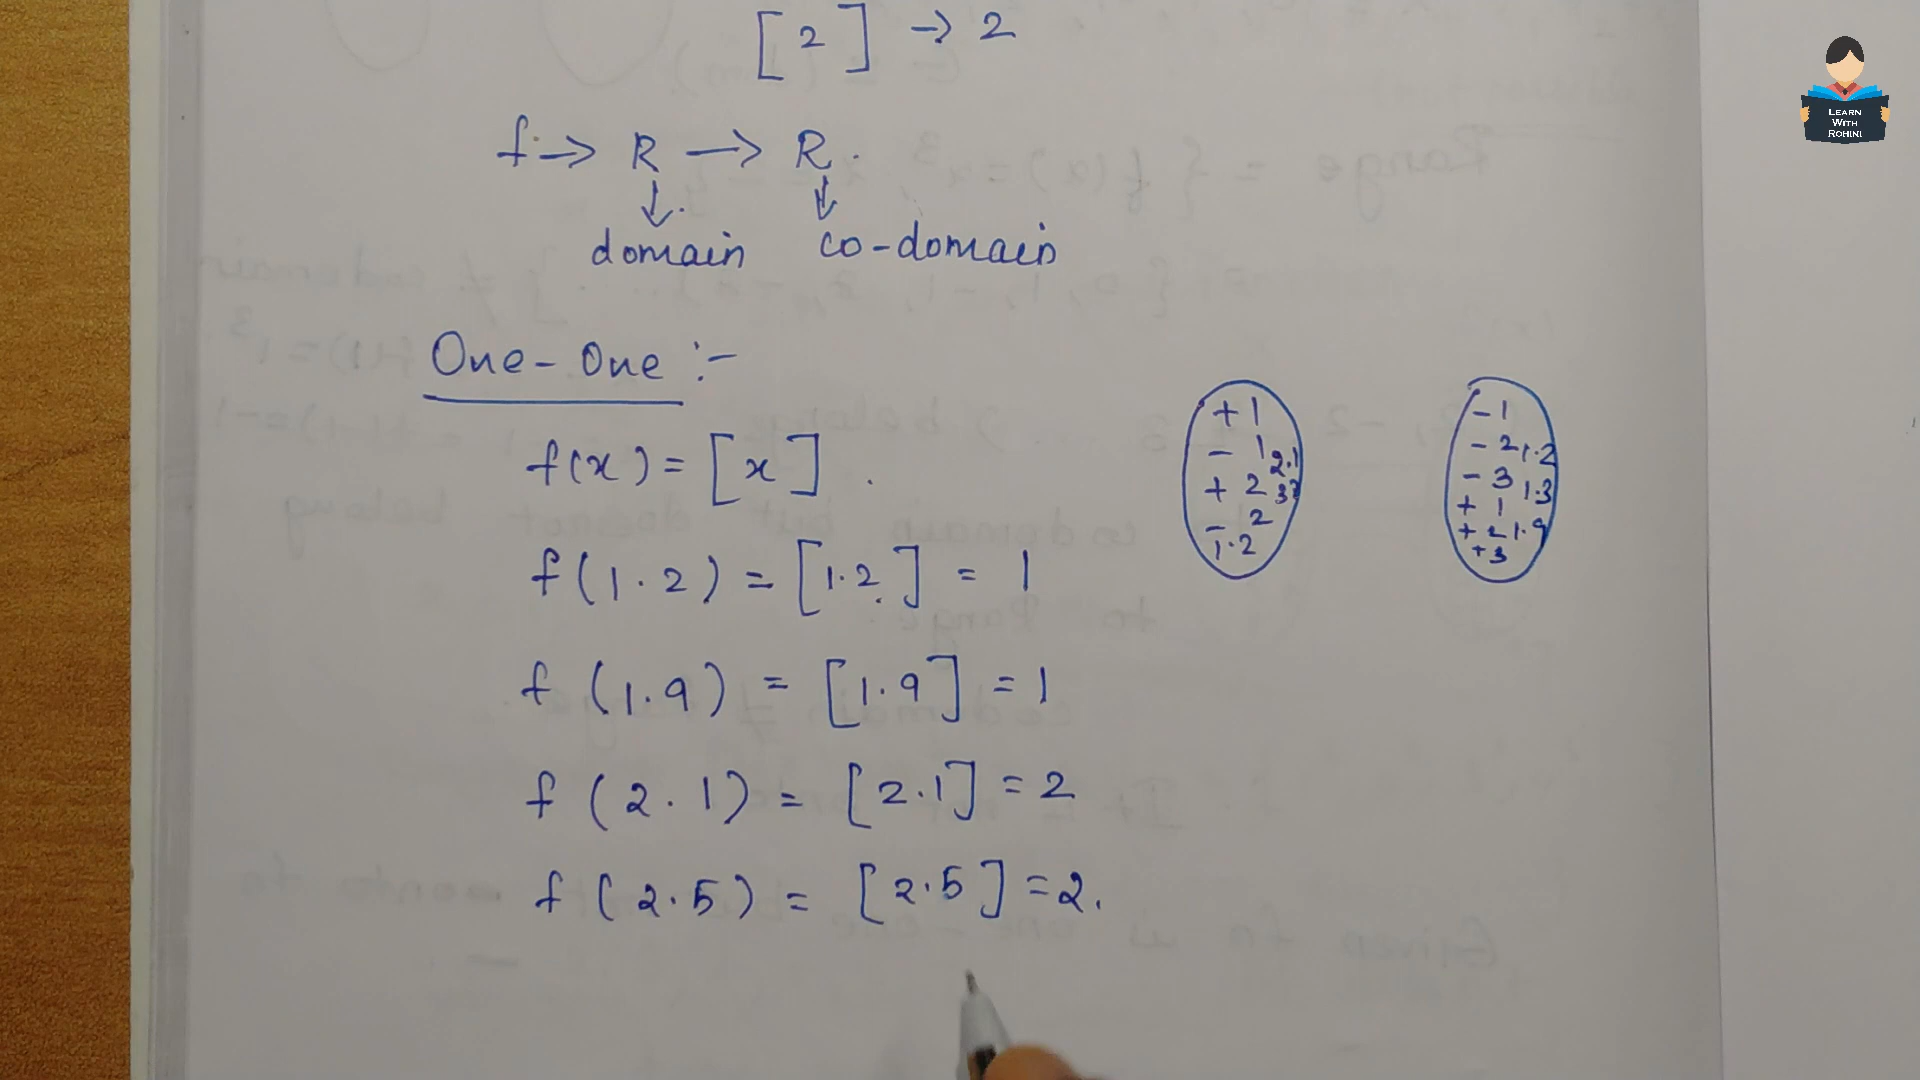 [2] → 2
f → R → R.
↓ ↓
domain co-domain
One-One :-
f(x) = [x].
f(1.2) = [1.2] = 1
f(1.9) = [1.9] = 1
f(2.1) = [2.1] = 2
f(2.5) = [2.5] = 2.
+1
-1
2.1
+2
-2
1.2
-1
-2 1.2
-3 1.3
+1
+2 1.9
+3
LEARN
WITH
ROHINI